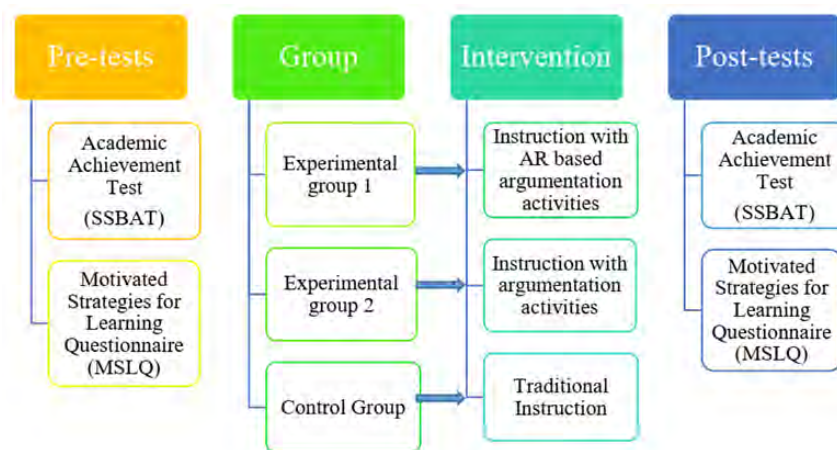 Pre-tests
Academic
Achievement
Test
(SSBAT)
Motivated
Strategies for
Learning
Questionnaire
(MSLQ)
Group
Experimental
group 1
Experimental
group 2
Control Group
Intervention
Instruction with
AR based
argumentation
activities
Instruction with
argumentation
activities
Traditional
Instruction
Post-tests
Academic
Achievement
Test
(SSBAT)
Motivated
Strategies for
Learning
Questionnaire
(MSLQ)